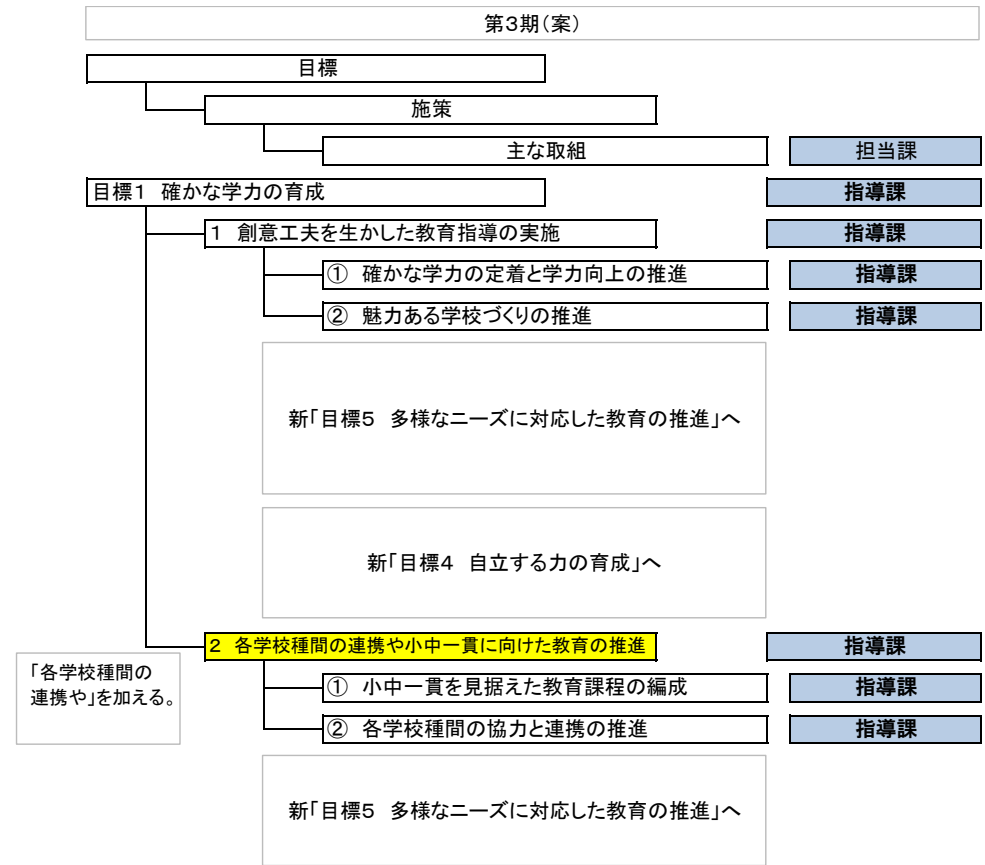 第3期（案）
目標
施策
主な取組 担当課
目標１　確かな学力の育成 指導課
１　創意工夫を生かした教育指導の実施 指導課
①　確かな学力の定着と学力向上の推進 指導課
②　魅力ある学校づくりの推進 指導課
新「目標５　多様なニーズに対応した教育の推進」へ
新「目標４　自立する力の育成」へ
２　各学校種間の連携や小中一貫に向けた教育の推進 指導課
「各学校種間の
連携や」を加える。
①　小中一貫を見据えた教育課程の編成 指導課
②　各学校種間の協力と連携の推進 指導課
新「目標５　多様なニーズに対応した教育の推進」へ